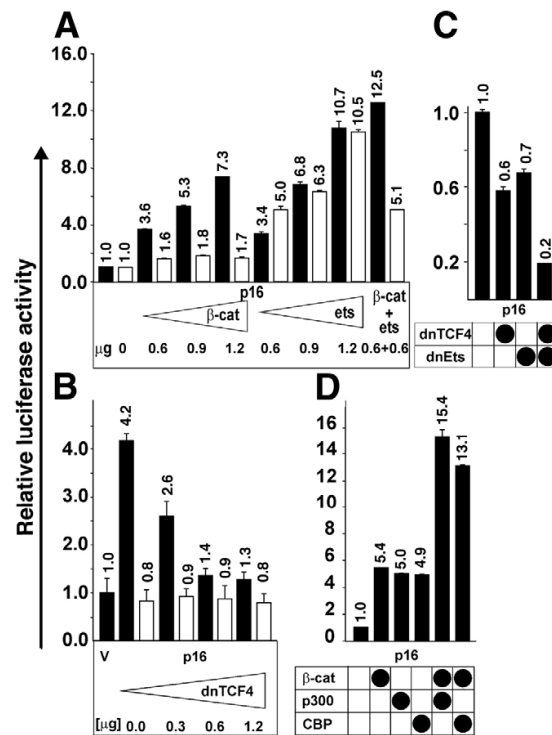 Relative luciferase activity
A
16.0
12.0
8.0
4.0
0.0
1.0 1.0 3.6 1.6 5.3 1.8 7.3 1.7 3.4 5.0 6.8 6.3 10.7 10.5 12.5 5.1
p16
β-cat ets β-cat
+
ets
μg 0 0.6 0.9 1.2 0.6 0.9 1.2 0.6+0.6
C
1.0
0.6
0.2
1.0 0.6 0.7 0.2
p16
dnTCF4
dnEts
B
4.0
3.0
2.0
1.0
0.0
1.0 4.2 0.8 2.6 0.9 1.4 0.9 1.3 0.8
V p16
dnTCF4
[μg] 0.0 0.3 0.6 1.2
D
16
14
12
10
8
6
4
2
0
1.0 5.4 5.0 4.9 15.4 13.1
p16
β-cat
p300
CBP